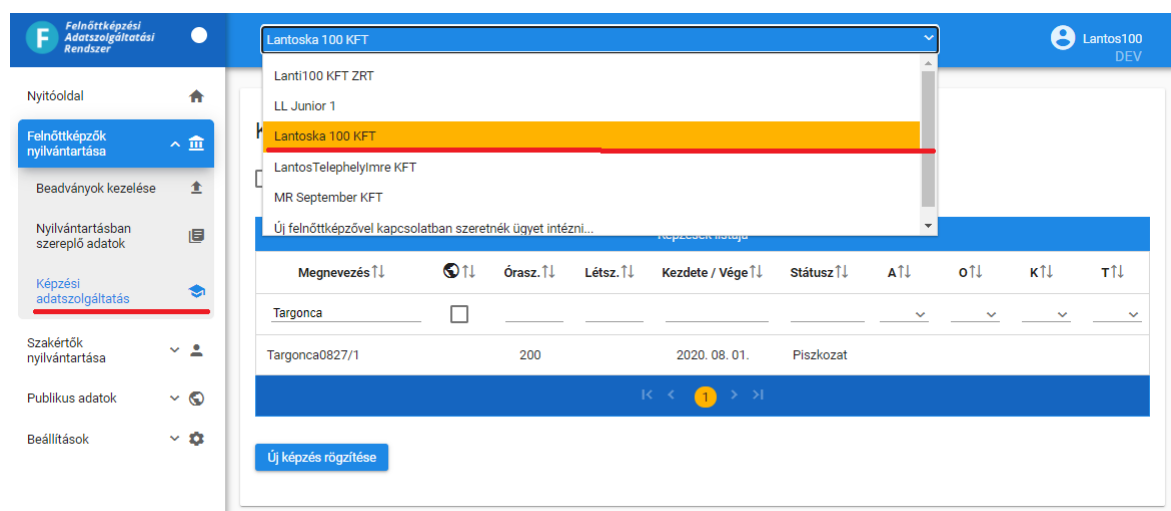 Felnőttképzési
Adatszolgáltatási
Rendszer
Lantoska 100 KFT
Lantos100
DEV
Nyitóoldal
Felnőttképzők
nyilvántartása
Beadványok kezelése
Nyilvántartásban
szereplő adatok
Képzési
adatszolgáltatás
Szakértők
nyilvántartása
Publikus adatok
Beállítások
Lanti100 KFT ZRT
LL Junior 1
Lantoska 100 KFT
LantosTelephelyImre KFT
MR September KFT
Új felnőttképzővel kapcsolatban szeretnék ügyet intézni...
Képzések listája
Megnevezés Órasz. Létsz. Kezdete / Vége Státusz A O K T
Targonca
Targonca0827/1 200 2020. 08. 01. Piszkozat
1
Új képzés rögzítése